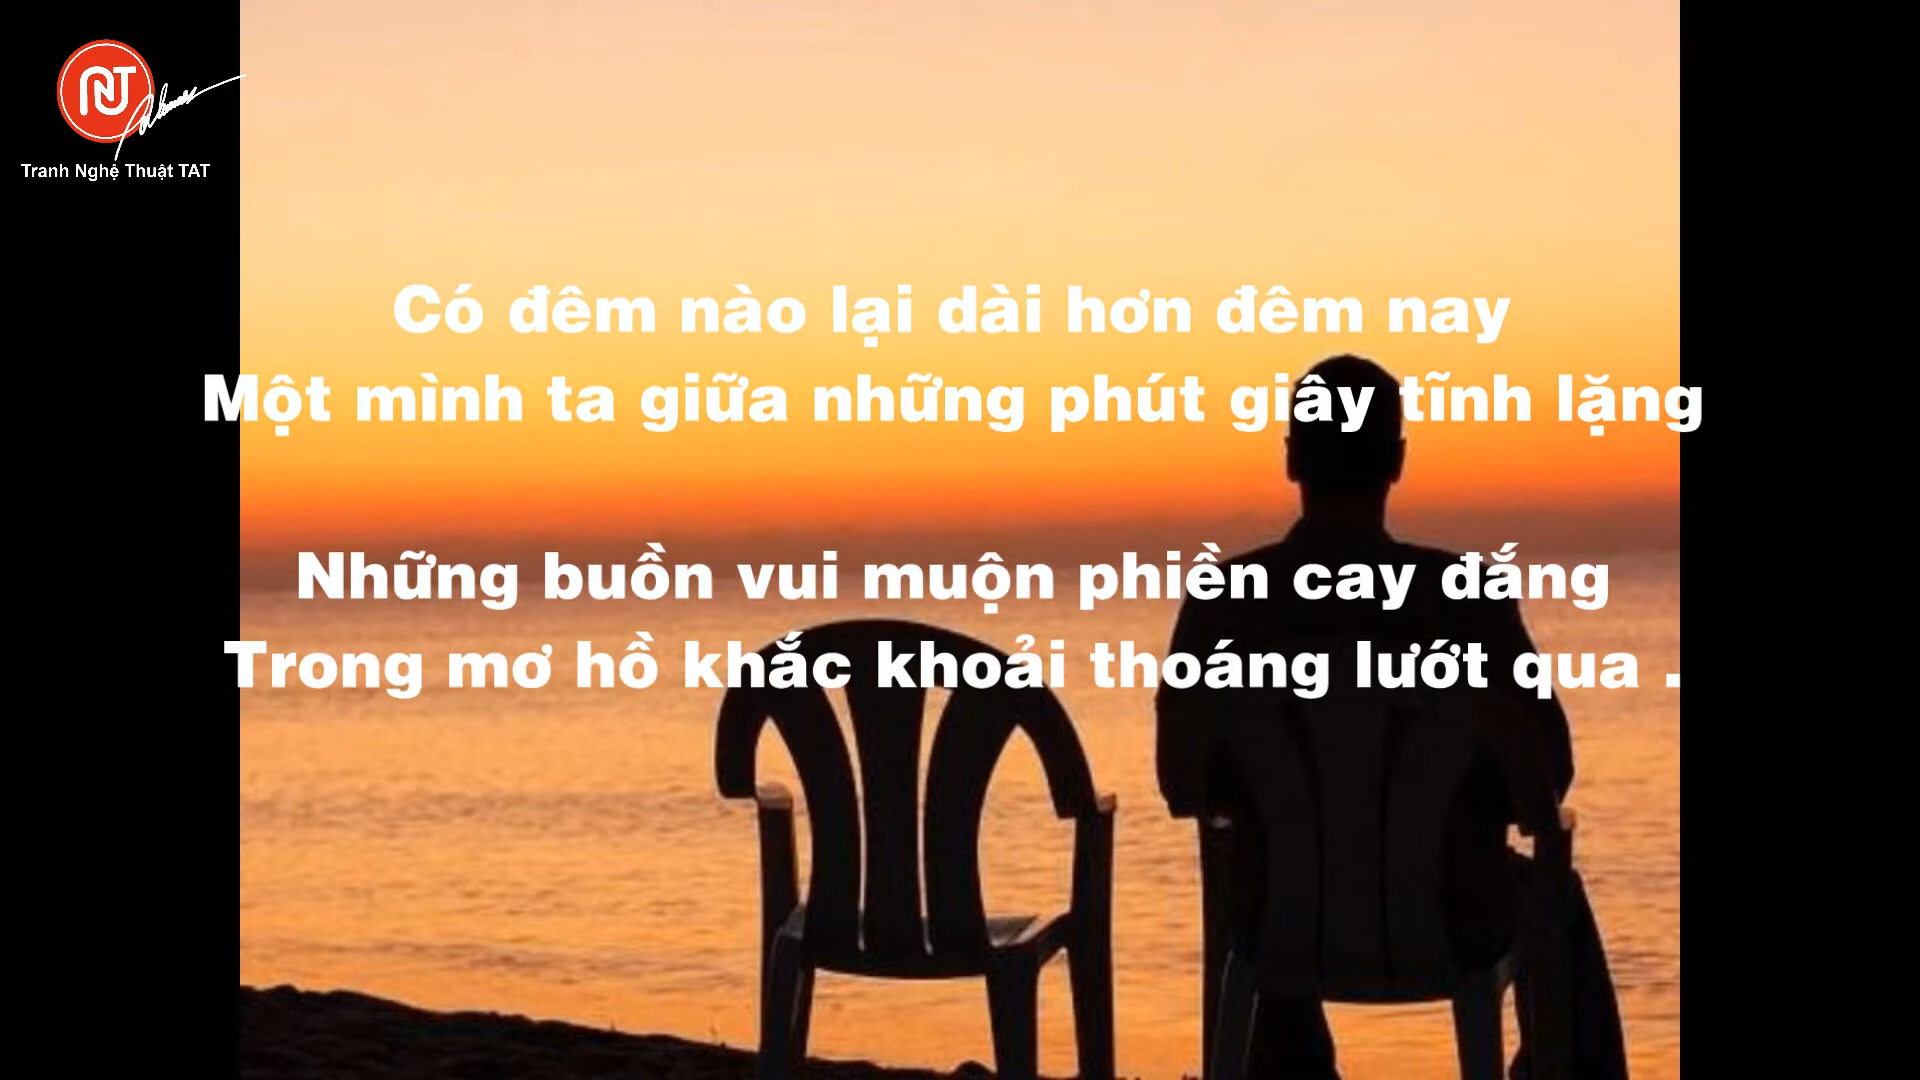 Tranh Nghệ Thuật TAT
Có đêm nào lại dài hơn đêm nay
Một mình ta giữa những phút giây tĩnh lặng
Những buồn vui muộn phiền cay đắng
Trong mơ hồ khắc khoải thoáng lướt qua .